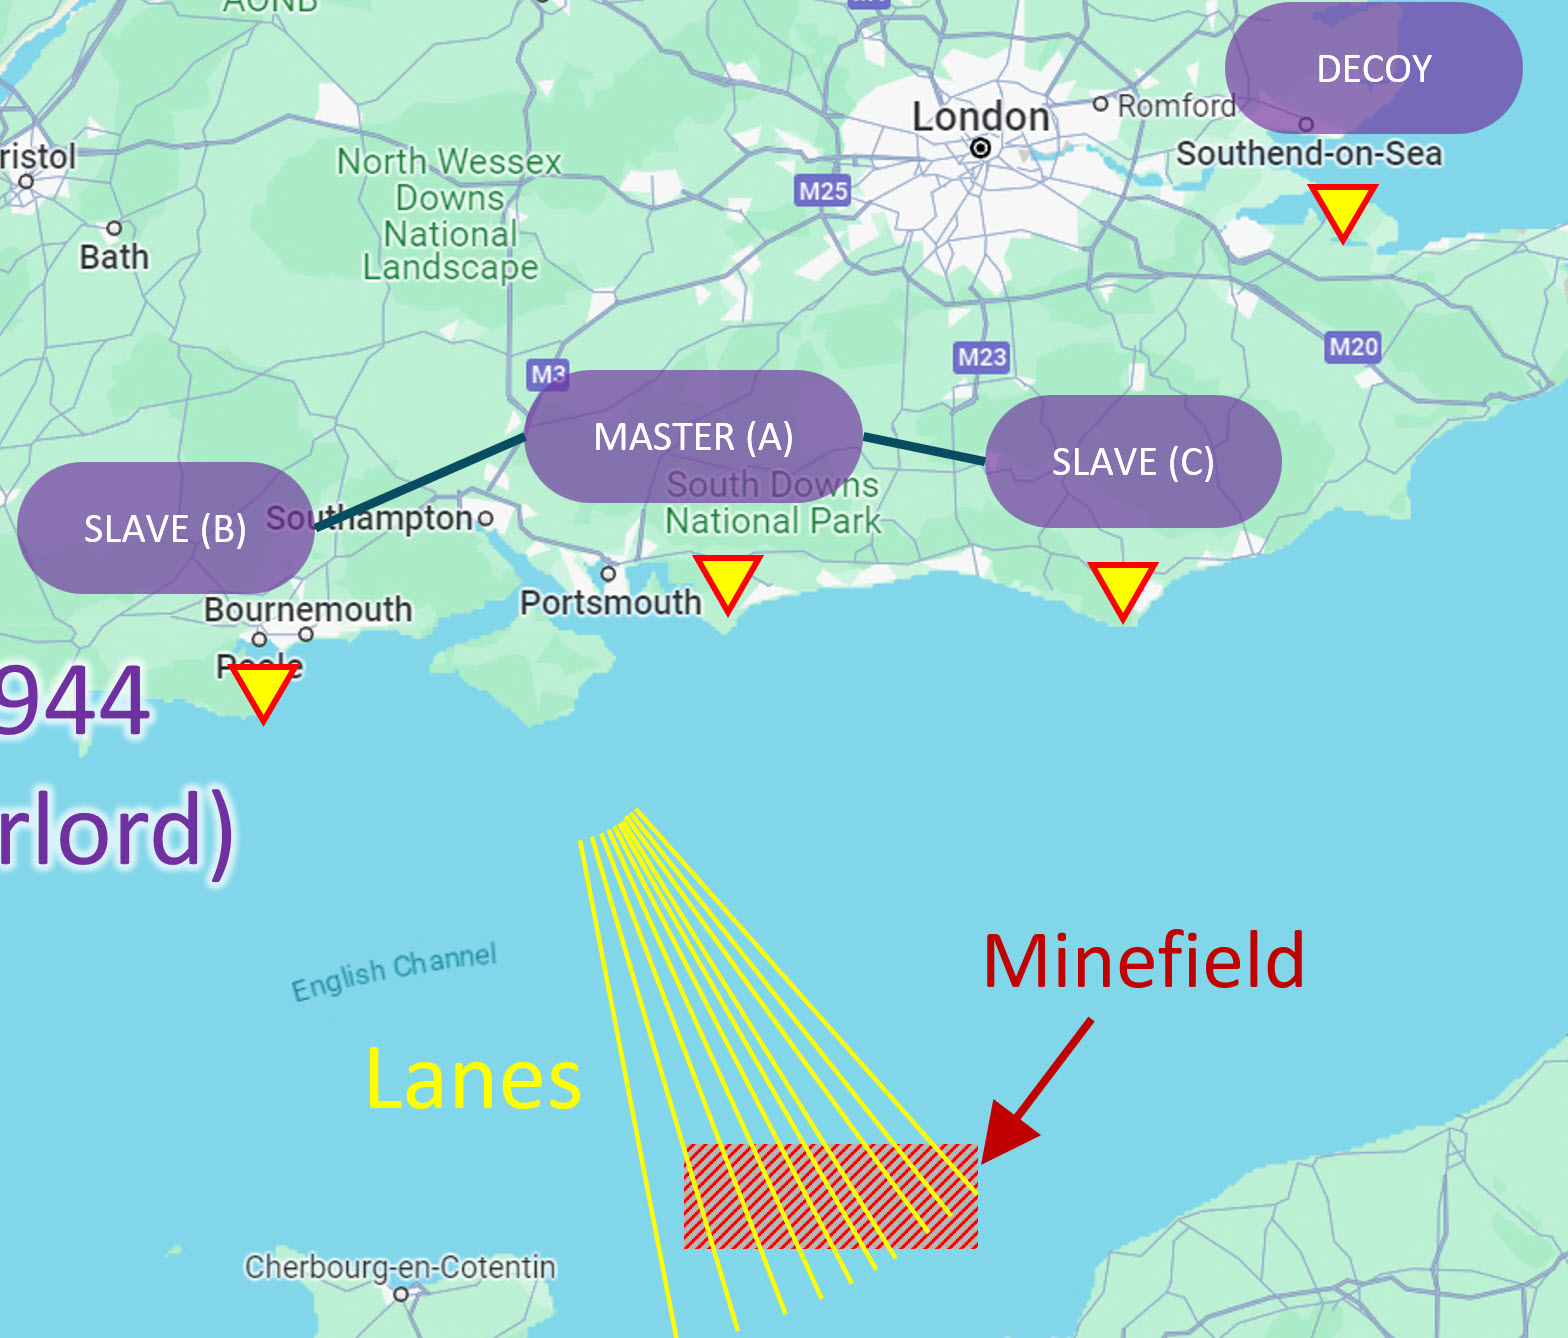 AONB
DECOY
London
Romford
Southend-on-Sea
ristol
North Wessex
Downs
National
Landscape
M25
Bath
M3
M23
M20
MASTER (A)
SLAVE (C)
South Downs
National Park
SLAVE (B)
Southampton
Portsmouth
Bournemouth
Poole
944
rlord)
English Channel
Minefield
Lanes
Cherbourg-en-Cotentin